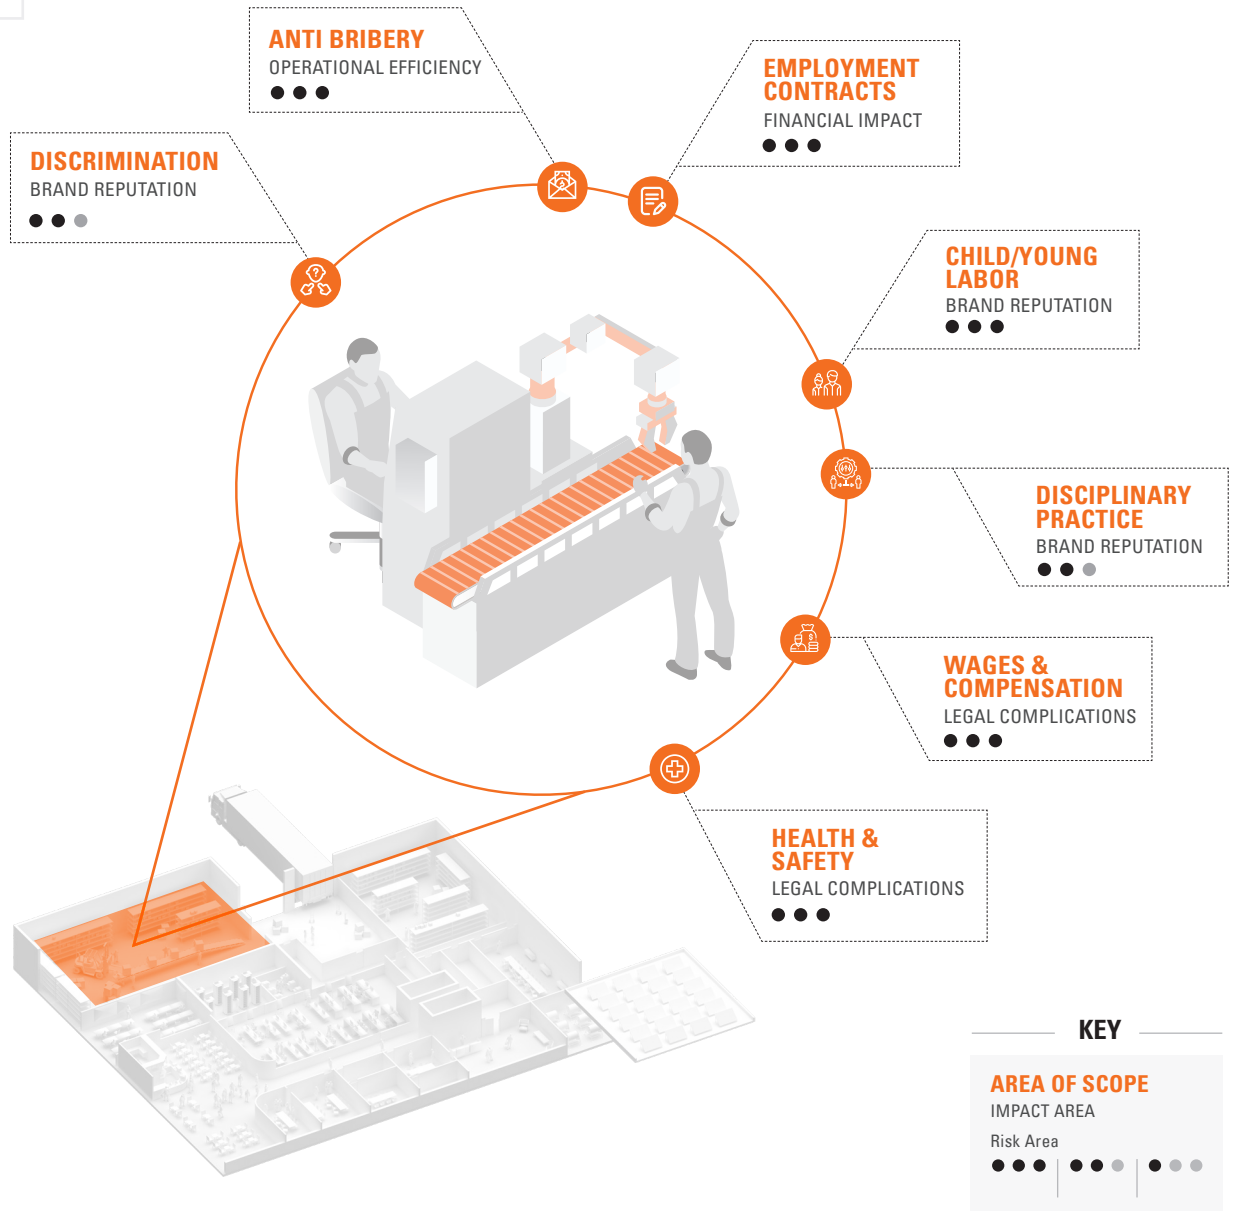 ANTI BRIBERY
OPERATIONAL EFFICIENCY
EMPLOYMENT
CONTRACTS
FINANCIAL IMPACT
DISCRIMINATION
BRAND REPUTATION
CHILD/YOUNG
LABOR
BRAND REPUTATION
DISCIPLINARY
PRACTICE
BRAND REPUTATION
WAGES &
COMPENSATION
LEGAL COMPLICATIONS
HEALTH &
SAFETY
LEGAL COMPLICATIONS
KEY
AREA OF SCOPE
IMPACT AREA
Risk Area